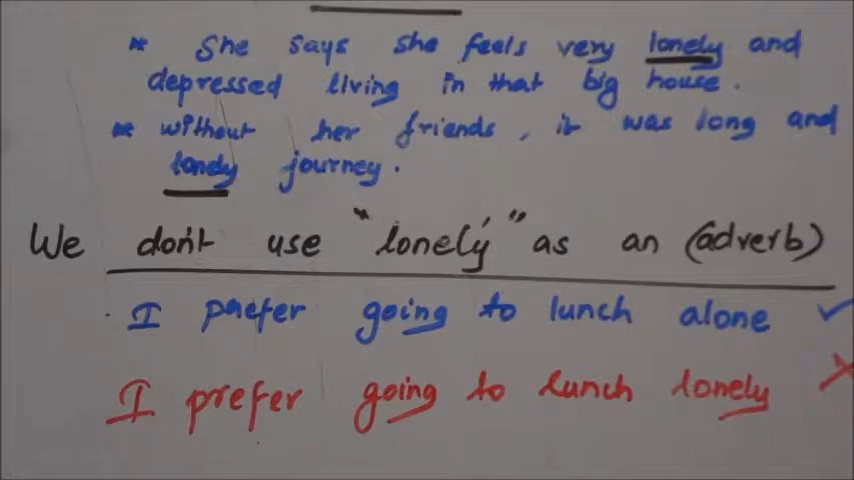 * She says she feels very lonely and
depressed living in that big house.
* without her friends, it was long and
lonely journey.
We don't use "lonely" as an (adverb)
I prefer going to lunch alone ✓
I prefer going to lunch lonely ✗